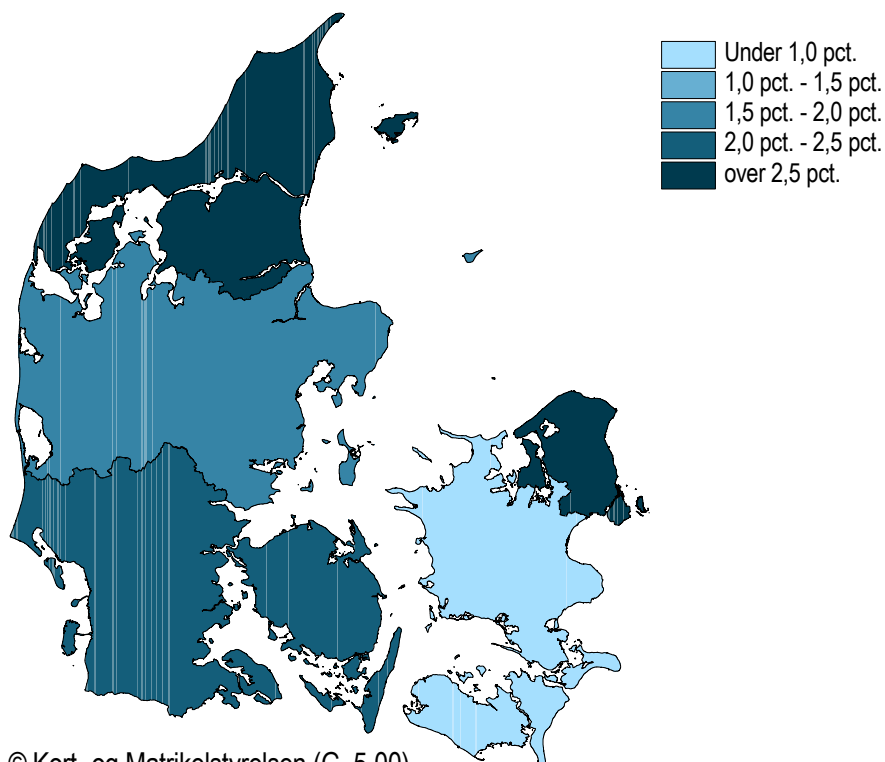 Under 1,0 pct.
1,0 pct. - 1,5 pct.
1,5 pct. - 2,0 pct.
2,0 pct. - 2,5 pct.
over 2,5 pct.
© Kort- og Matrikelstyrelsen (G. 5-00)